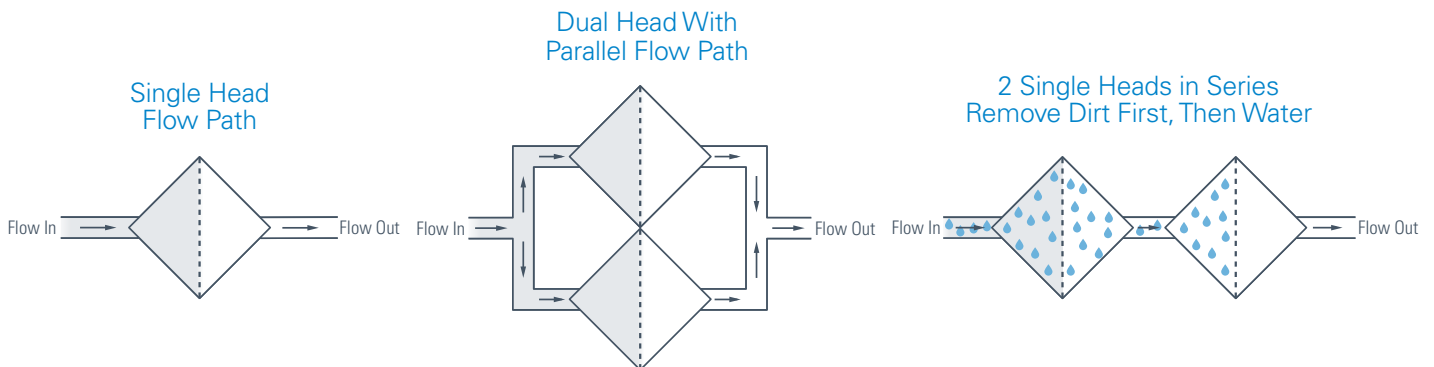 Single Head
Flow Path
Flow In
Flow Out
Dual Head With
Parallel Flow Path
Flow In
Flow Out
2 Single Heads in Series
Remove Dirt First, Then Water
Flow In
Flow Out